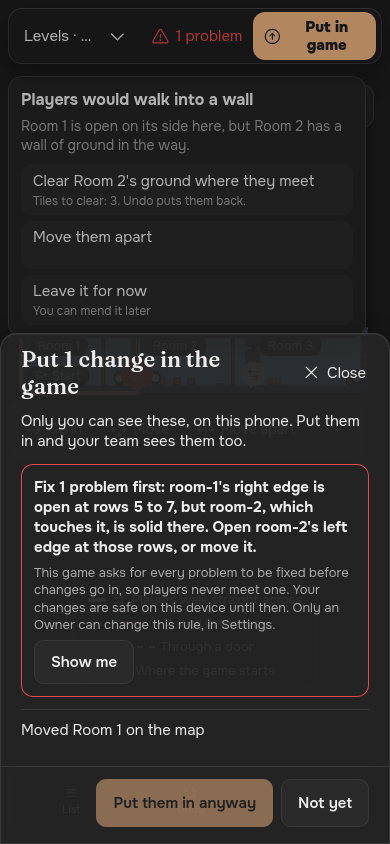 Levels · ...
1 problem
Put in
game
Players would walk into a wall
Room 1 is open on its side here, but Room 2 has a
wall of ground in the way.
Clear Room 2's ground where they meet
Tiles to clear: 3. Undo puts them back.
Move them apart
Leave it for now
You can mend it later
Room 3
Put 1 change in the
game
Close
Only you can see these, on this phone. Put them
in and your team sees them too.
Fix 1 problem first: room-1's right edge is
open at rows 5 to 7, but room-2, which
touches it, is solid there. Open room-2's left
edge at those rows, or move it.
This game asks for every problem to be fixed before
changes go in, so players never meet one. Your
changes are safe on this device until then. Only an
Owner can change this rule, in Settings.
Show me
Through a door
Where the game starts
Moved Room 1 on the map
List
Put them in anyway
Not yet